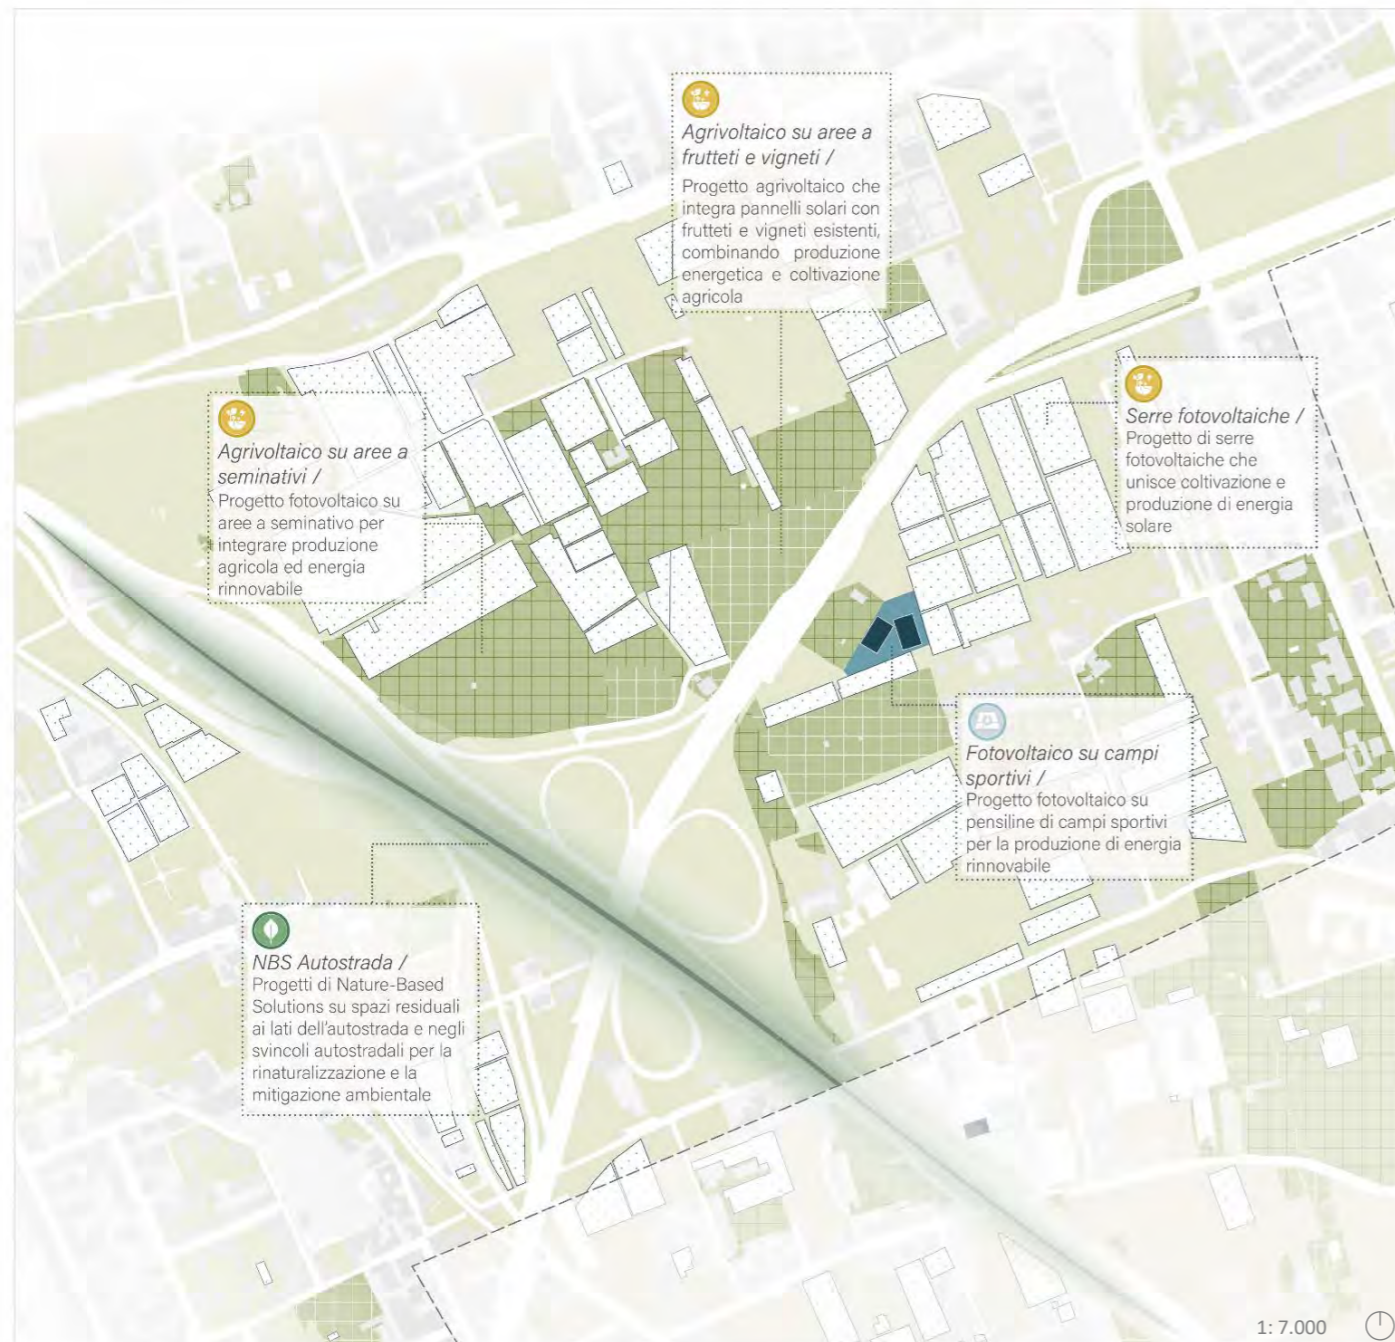 Agrivoltaico su aree a
frutteti e vigneti /
Progetto agrivoltaico che
integra pannelli solari con
frutteti e vigneti esistenti,
combinando produzione
energetica e coltivazione
agricola
Serre fotovoltaiche /
Progetto di serre
fotovoltaiche che
unisce coltivazione e
produzione di energia
solare
Agrivoltaico su aree a
seminativi /
Progetto fotovoltaico su
aree a seminativo per
integrare produzione
agricola ed energia
rinnovabile
Fotovoltaico su campi
sportivi /
Progetto fotovoltaico su
pensiline di campi sportivi
per la produzione di energia
rinnovabile
NBS Autostrada /
Progetti di Nature-Based
Solutions su spazi residuali
ai lati dell'autostrada e negli
svincoli autostradali per la
rinaturalizzazione e la
mitigazione ambientale
1: 7.000